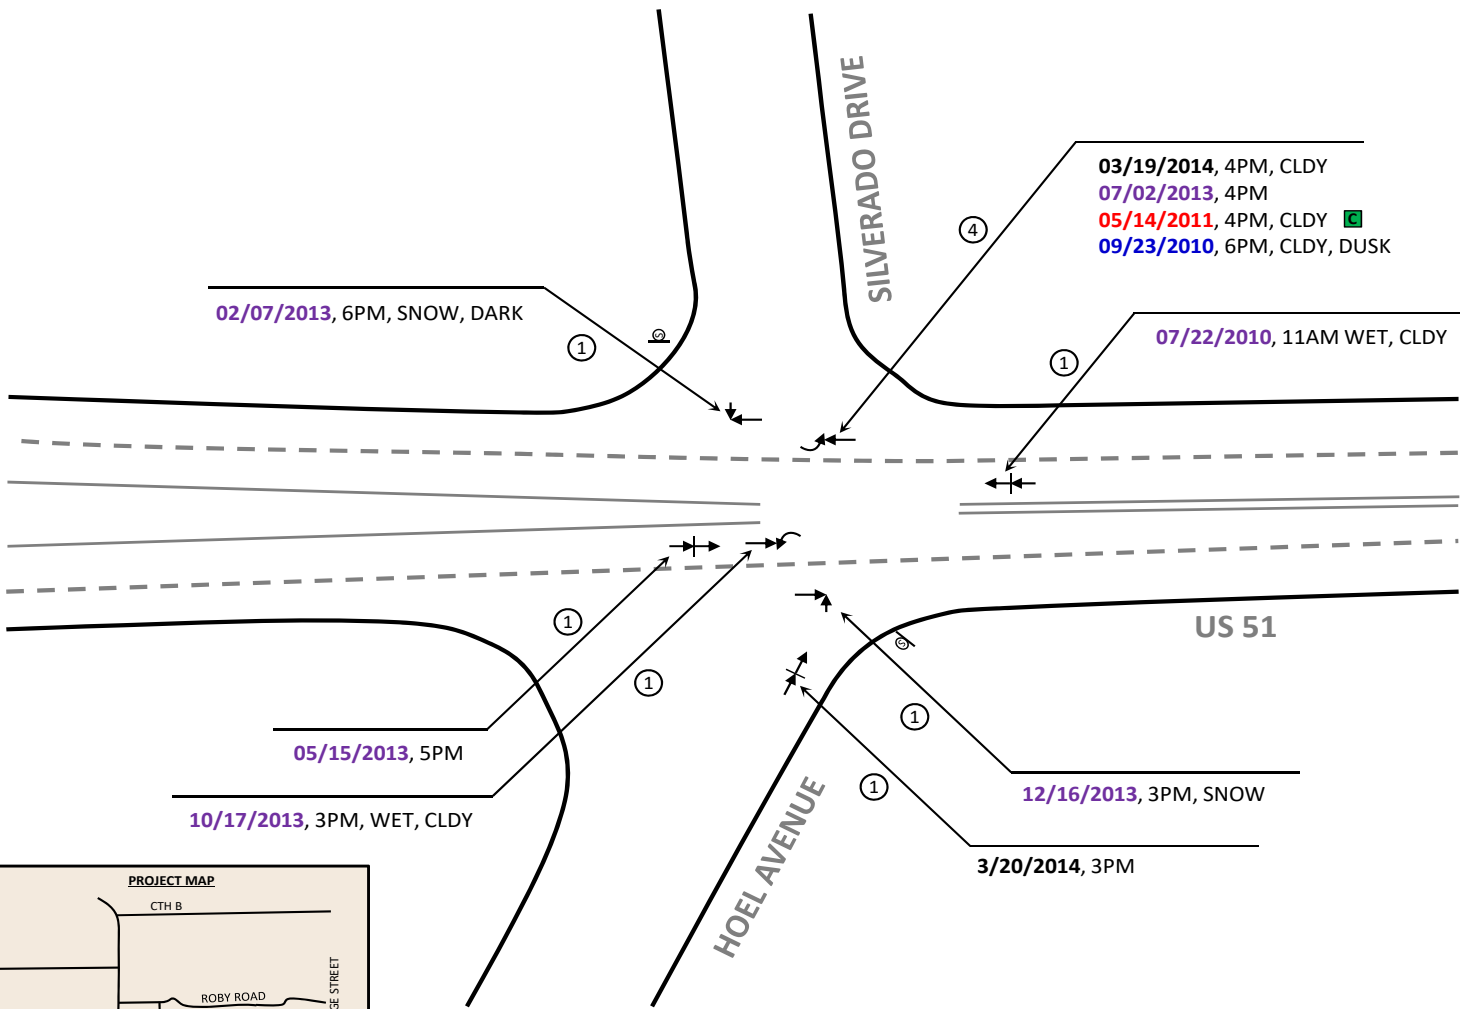 SILVERADO DRIVE
03/19/2014, 4PM, CLDY
07/02/2013, 4PM
05/14/2011, 4PM, CLDY C
09/23/2010, 6PM, CLDY, DUSK
4
02/07/2013, 6PM, SNOW, DARK
1
S
07/22/2010, 11AM WET, CLDY
1
US 51
S
1
1
05/15/2013, 5PM
10/17/2013, 3PM, WET, CLDY
1
12/16/2013, 3PM, SNOW
1
3/20/2014, 3PM
HOEL AVENUE
PROJECT MAP
CTH B
ROBY ROAD
GE STREET